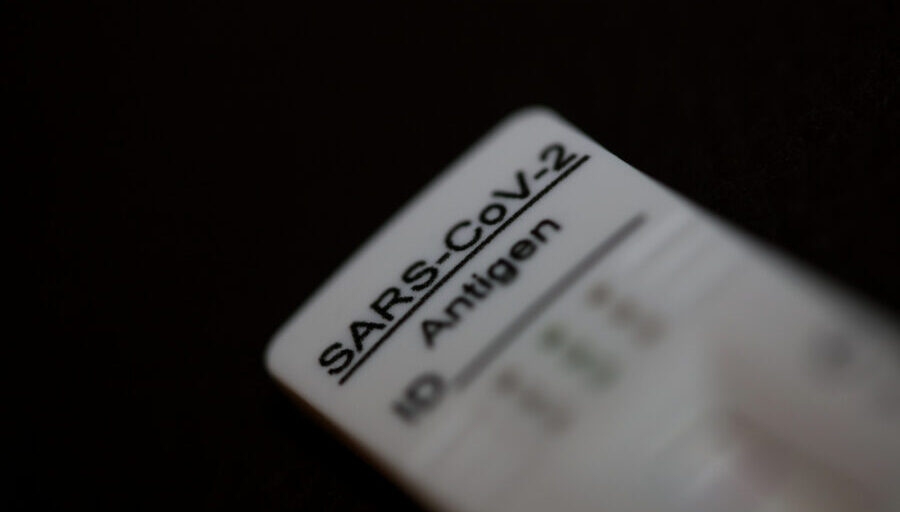 SARS-CoV-2
Antigen
ID